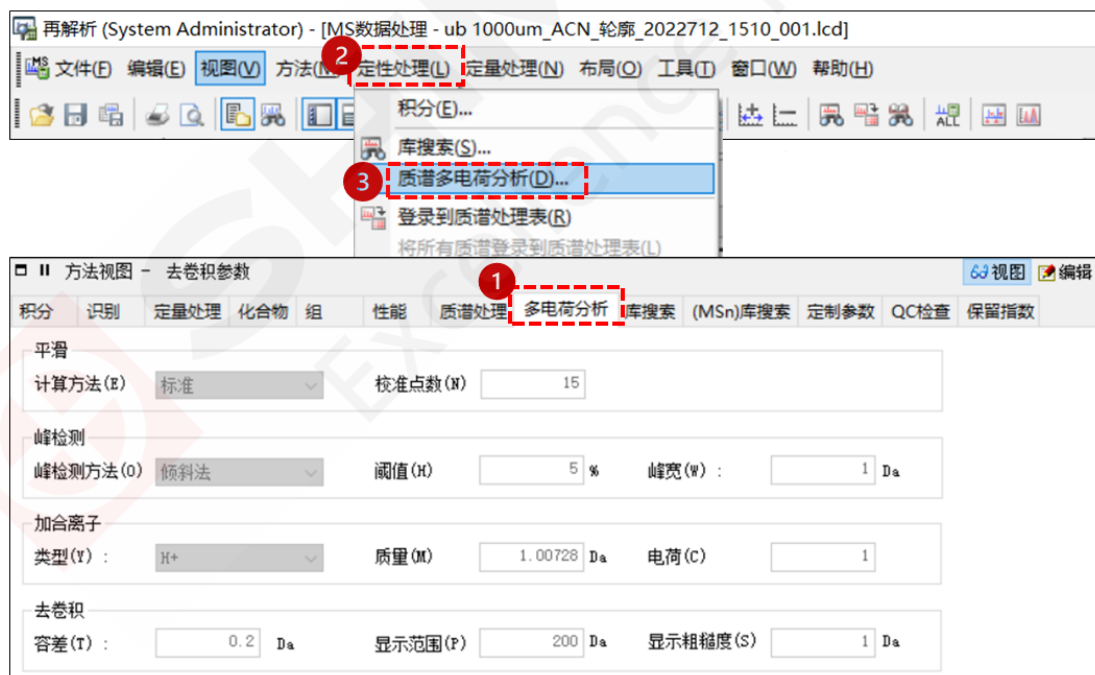 再解析 (System Administrator) - [MS数据处理 - ub 1000um_ACN_轮廓_2022712_1510_001.lcd]
文件(F) 编辑(E) 视图(V) 方法(M) 定性处理(L) 定量处理(N) 布局(O) 工具(T) 窗口(W) 帮助(H)
2
积分(E)...
ALL
库搜索(S)...
3 质谱多电荷分析(D)...
登录到质谱处理表(R)
将所有质谱登录到质谱处理表(L)
方法视图 - 去卷积参数 视图 编辑
1
积分 识别 定量处理 化合物 组 性能 质谱处理 多电荷分析 库搜索 (MSn)库搜索 定制参数 QC检查 保留指数
平滑
计算方法(E) 标准 校准点数(N) 15
峰检测
峰检测方法(O) 倾斜法 阈值(H) 5 % 峰宽(W) : 1 Da
加合离子
类型(Y) : H+ 质量(M) 1.00728 Da 电荷(C) 1
去卷积
容差(T) : 0.2 Da 显示范围(P) 200 Da 显示粗糙度(S) 1 Da